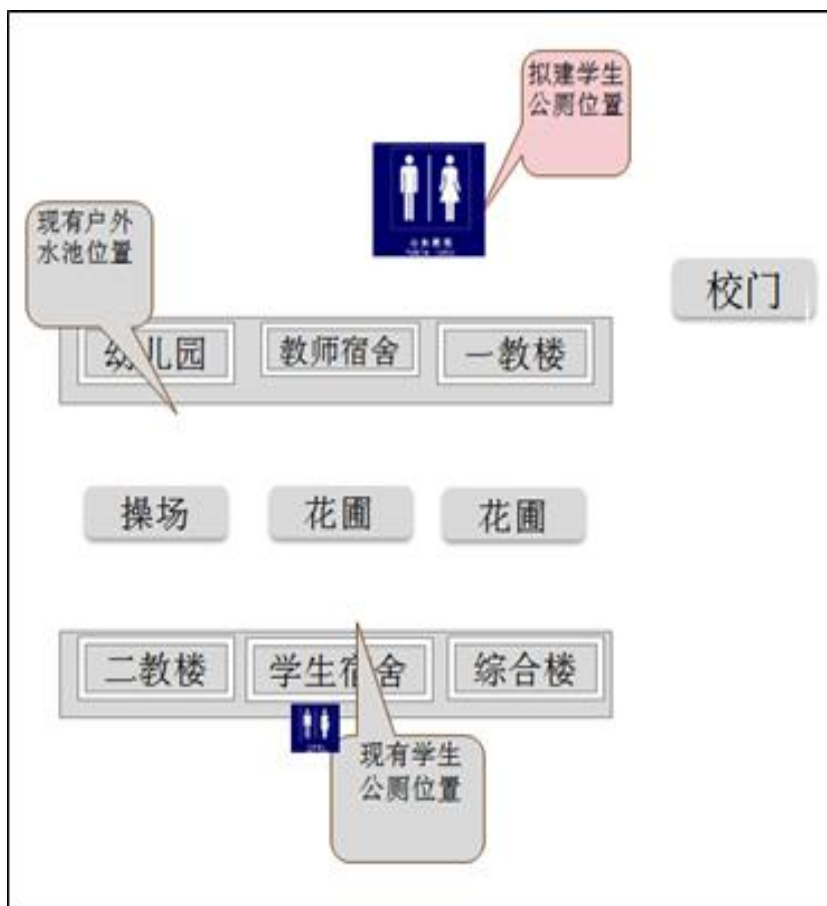 拟建学生
公厕位置
现有户外
水池位置
校门
幼儿园
教师宿舍
一教楼
操场
花圃
花圃
二教楼
学生宿舍
综合楼
现有学生
公厕位置